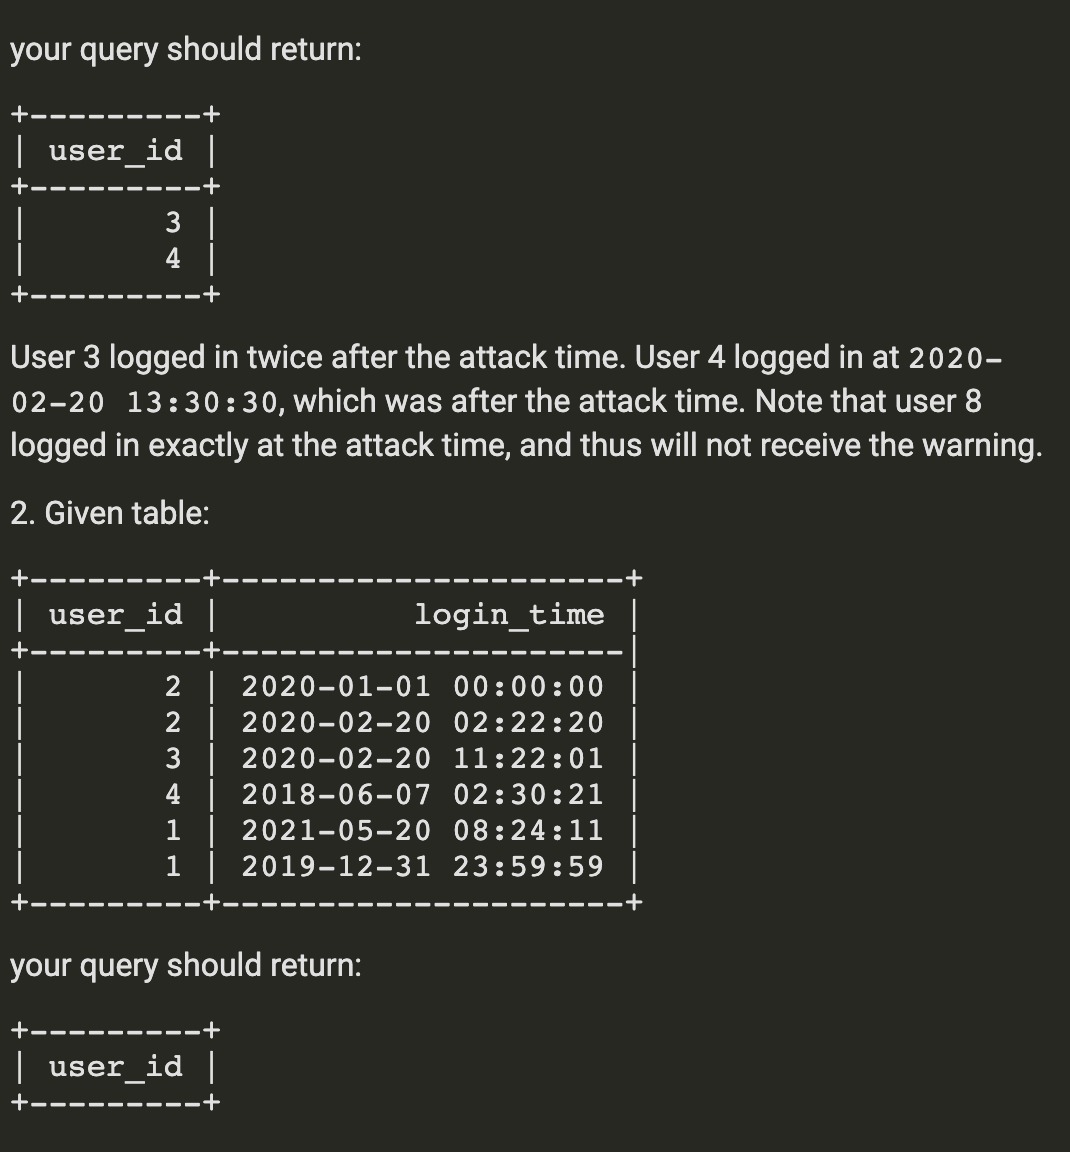 your query should return:
+---------+
| user_id |
+---------+
|       3 |
|       4 |
+---------+
User 3 logged in twice after the attack time. User 4 logged in at 2020-
02-20 13:30:30, which was after the attack time. Note that user 8
logged in exactly at the attack time, and thus will not receive the warning.
2. Given table:
+---------+---------------------+
| user_id |          login_time |
+---------+---------------------|
|       2 | 2020-01-01 00:00:00 |
|       2 | 2020-02-20 02:22:20 |
|       3 | 2020-02-20 11:22:01 |
|       4 | 2018-06-07 02:30:21 |
|       1 | 2021-05-20 08:24:11 |
|       1 | 2019-12-31 23:59:59 |
+---------+---------------------+
your query should return:
+---------+
| user_id |
+---------+